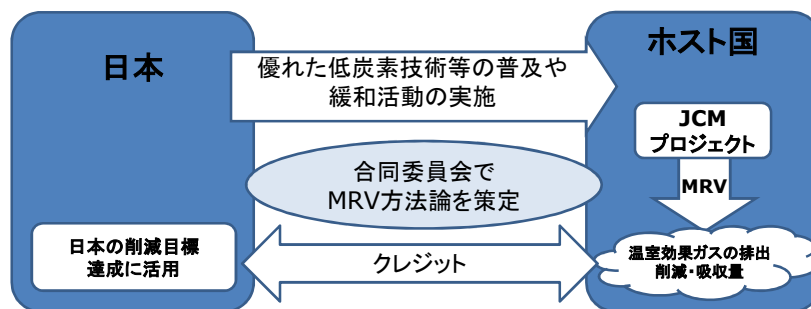 日本
ホスト国
優れた低炭素技術等の普及や
緩和活動の実施
JCM
プロジェクト
合同委員会で
MRV方法論を策定
MRV
日本の削減目標
達成に活用
クレジット
温室効果ガスの排出
削減・吸収量